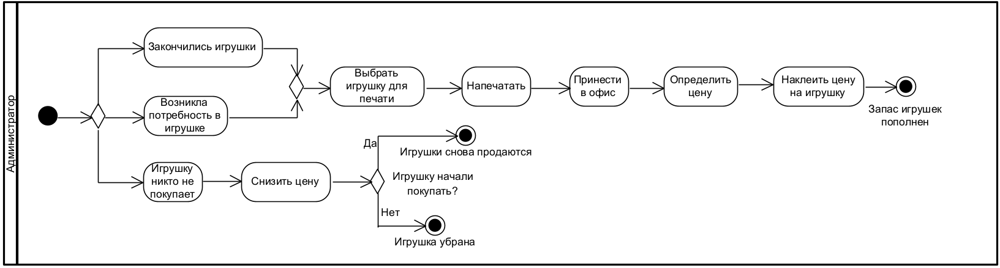 Администратор
Закончились игрушки
Возникла
потребность в
игрушке
Игрушку
никто не
покупает
Выбрать
игрушку для
печати
Напечатать
Принести
в офис
Определить
цену
Наклеить цену
на игрушку
Запас игрушек
пополнен
Снизить цену
Да
Игрушки снова продаются
Игрушку начали
покупать?
Нет
Игрушка убрана